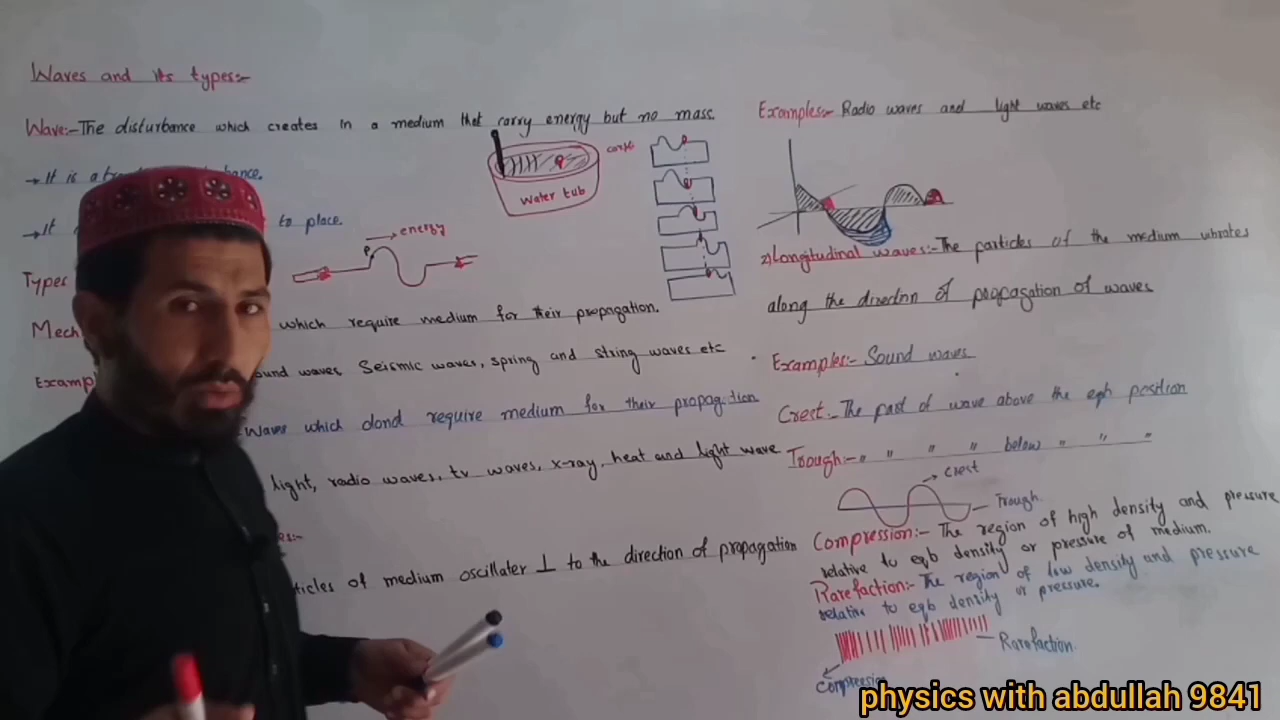 Waves and its types:-
Wave:- The disturbance which creates in a medium that carry energy but no mass.
→ It is a
→ It to place.
Types
which require medium for their propagation.
Seismic waves, spring and string waves etc
waves which dond require medium for their propagation
light, radio waves, tv waves, x-ray, heat and light wave
of medium oscillater ⊥ to the direction of propagation
Water tub
energy
Examples:- Radio waves and light waves etc
2) Longitudinal waves:- The particles of the medium vibrates
along the direction of propagation of waves
Examples:- Sound waves
Crest:- The part of wave above the eqb position
Trough:- " " " below " " "
Crest
Trough.
Compression:- The region of high density and pressure
relative to eqb density or pressure of medium.
Rarefaction:- The region of low density and pressure
relative to eqb density or pressure.
Rarefaction.
Compression
physics with abdullah 9841